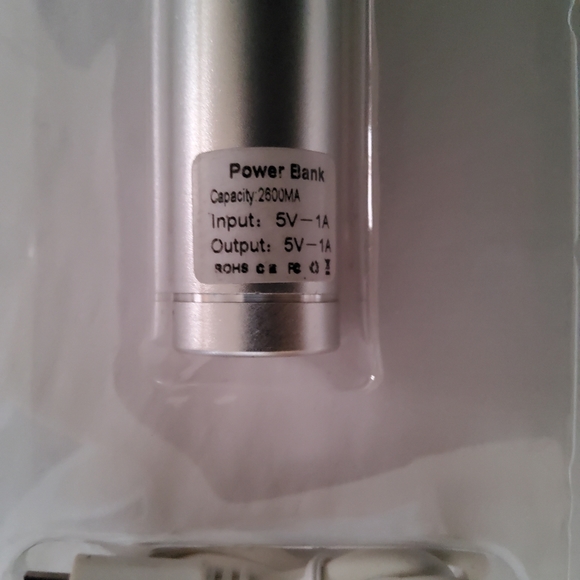 Power Bank
Capacity:2600MA
Input: 5V-1A
Output: 5V-1A
ROHS CE FC